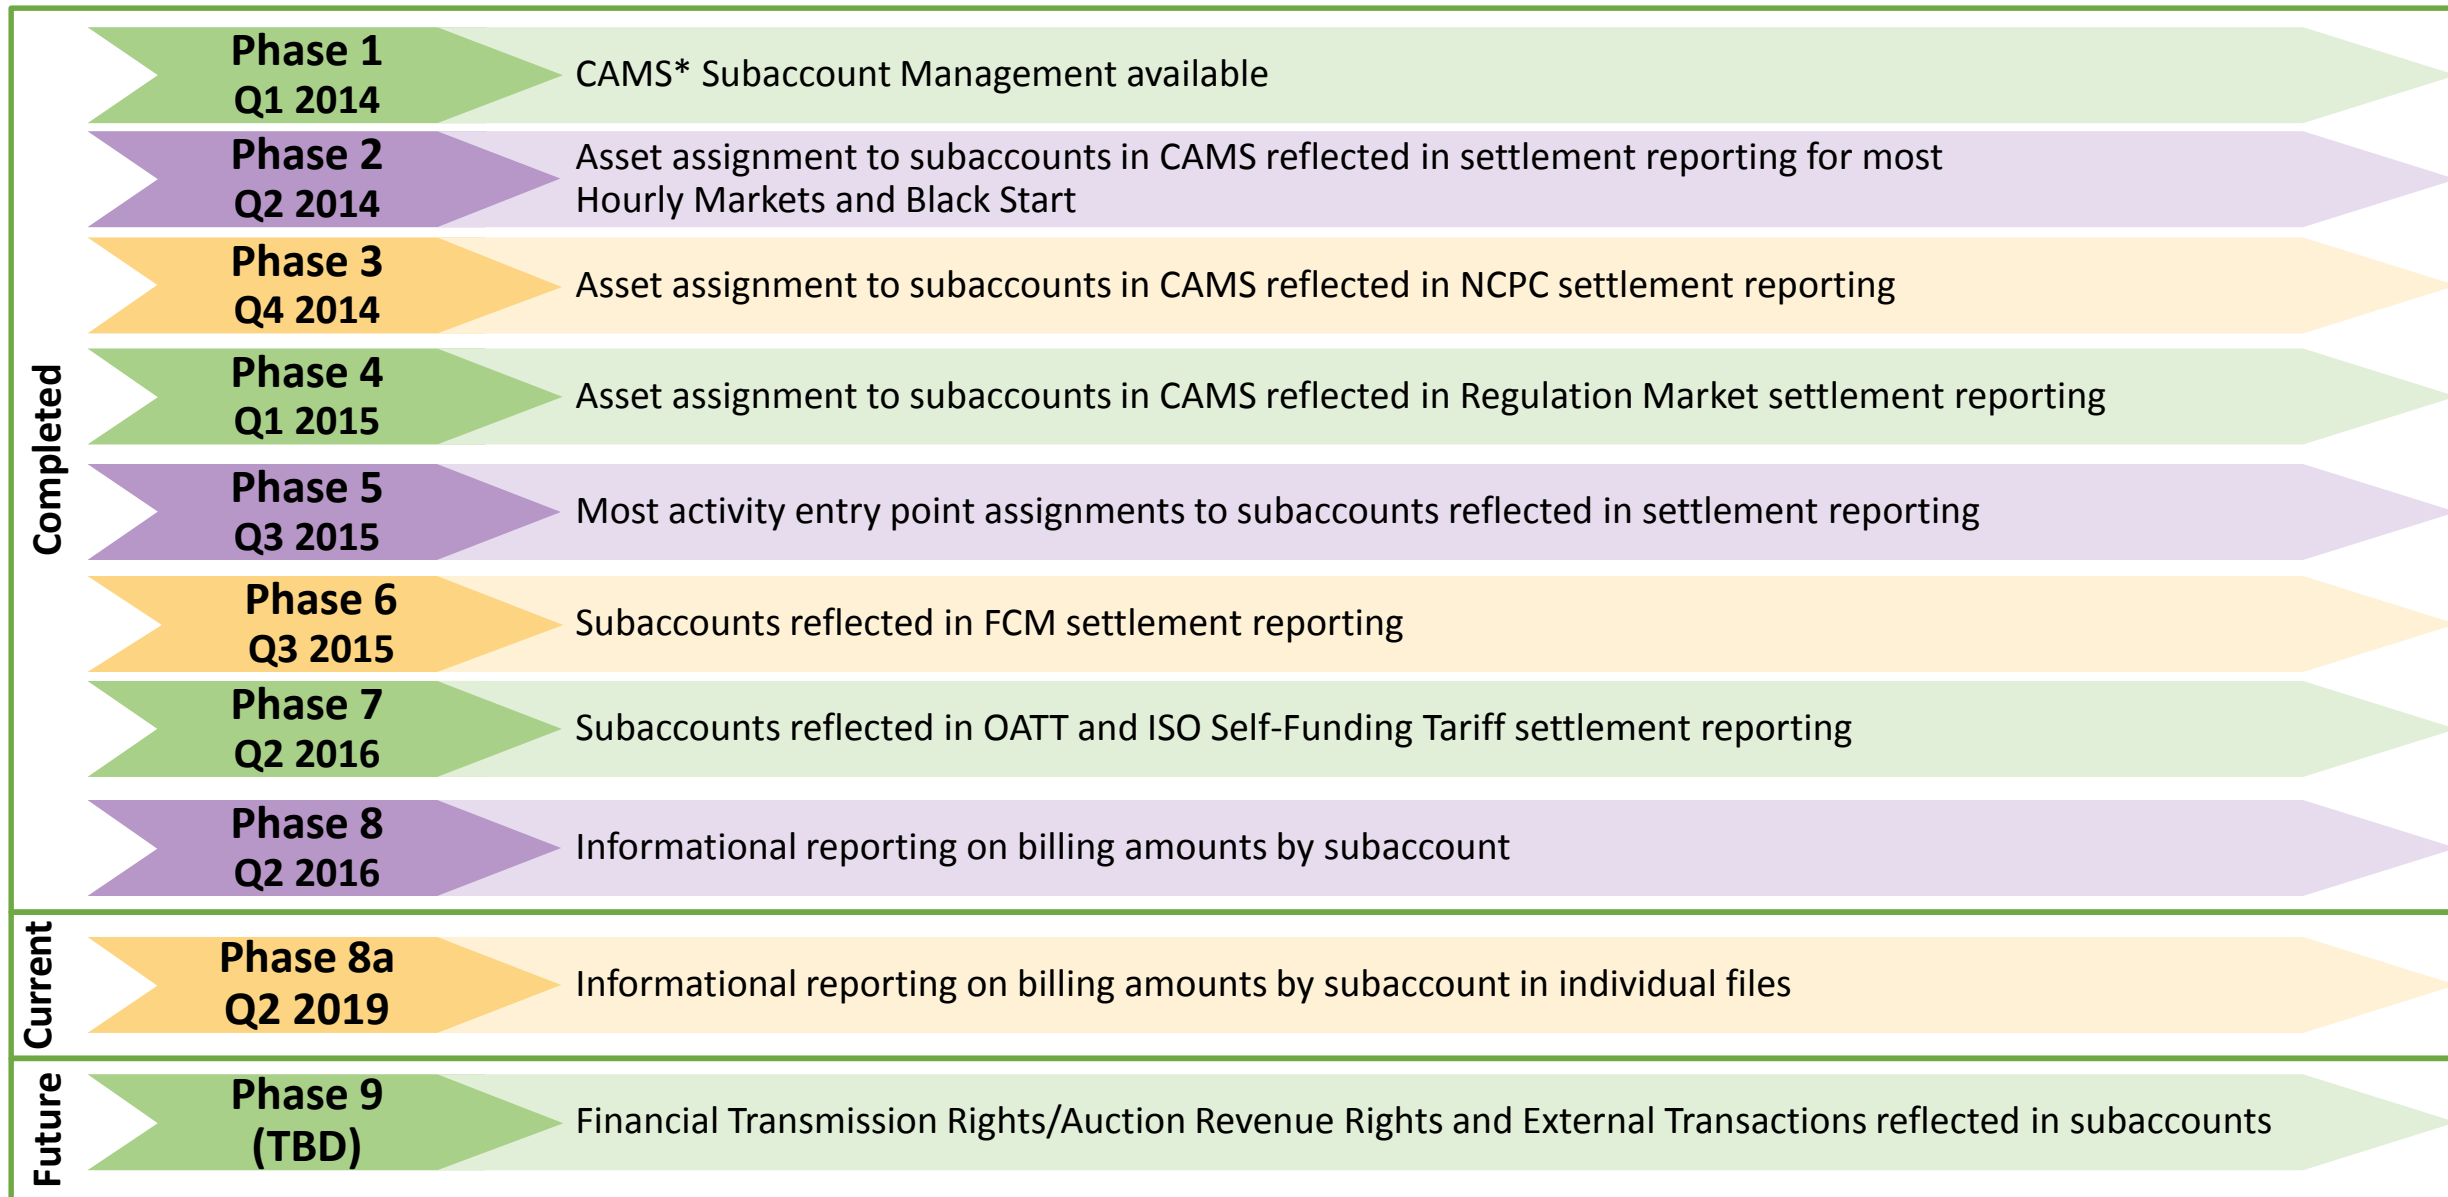 Completed
Phase 1
Q1 2014
CAMS* Subaccount Management available
Phase 2
Q2 2014
Asset assignment to subaccounts in CAMS reflected in settlement reporting for most
Hourly Markets and Black Start
Phase 3
Q4 2014
Asset assignment to subaccounts in CAMS reflected in NCPC settlement reporting
Phase 4
Q1 2015
Asset assignment to subaccounts in CAMS reflected in Regulation Market settlement reporting
Phase 5
Q3 2015
Most activity entry point assignments to subaccounts reflected in settlement reporting
Phase 6
Q3 2015
Subaccounts reflected in FCM settlement reporting
Phase 7
Q2 2016
Subaccounts reflected in OATT and ISO Self-Funding Tariff settlement reporting
Phase 8
Q2 2016
Informational reporting on billing amounts by subaccount
Current
Phase 8a
Q2 2019
Informational reporting on billing amounts by subaccount in individual files
Future
Phase 9
(TBD)
Financial Transmission Rights/Auction Revenue Rights and External Transactions reflected in subaccounts